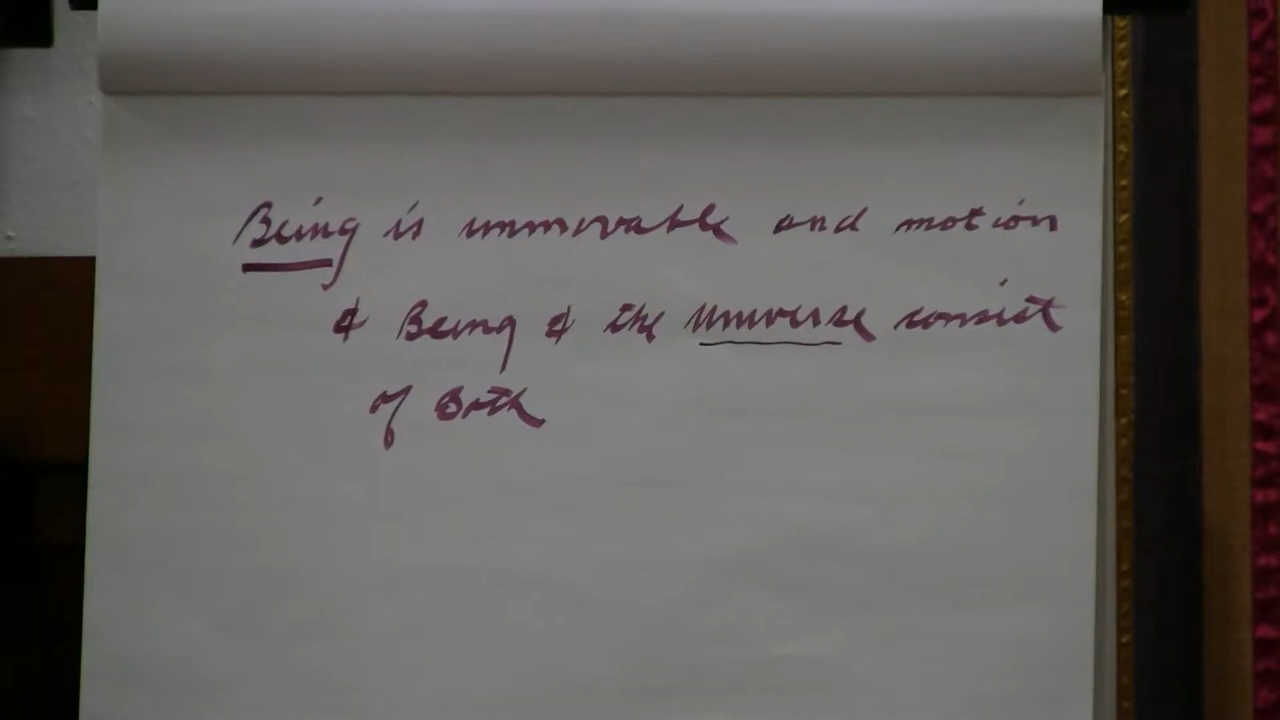 Being is unmovable and motion
& Being & the universe consist
of Both